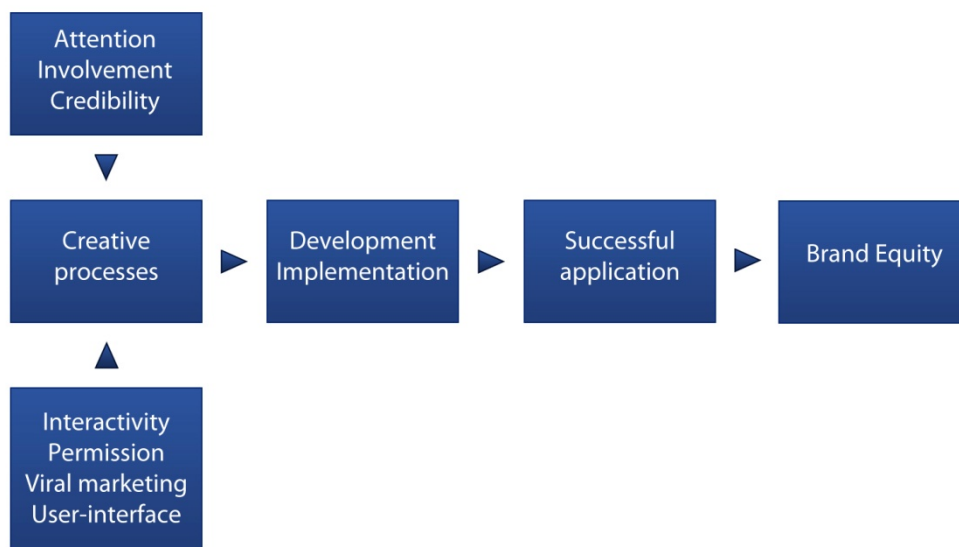 Attention
Involvement
Credibility
Creative
processes
Development
Implementation
Successful
application
Brand Equity
Interactivity
Permission
Viral marketing
User-interface